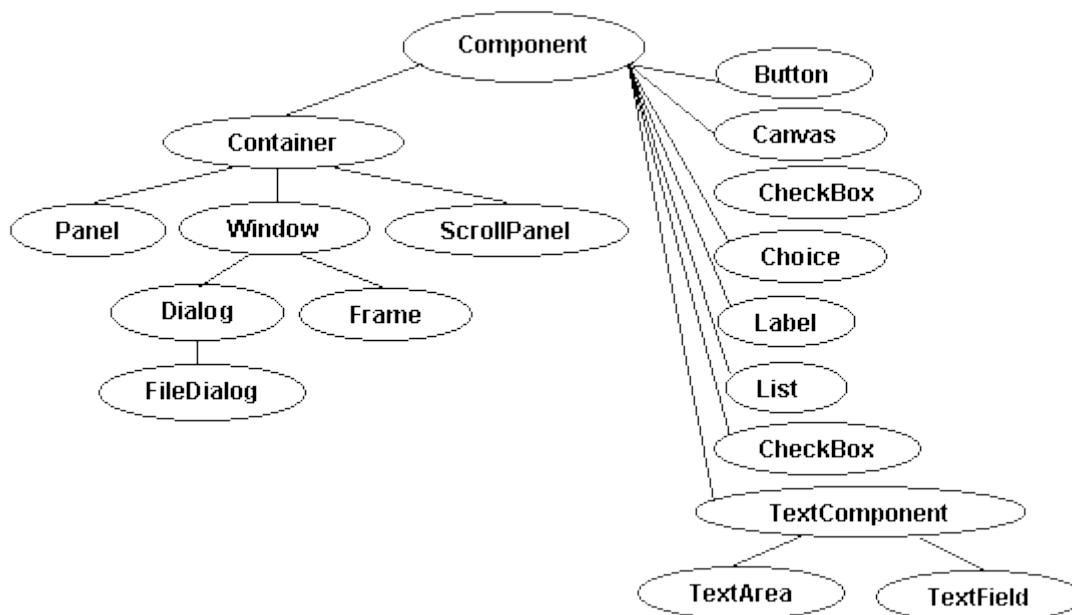 Component
Button
Container
Canvas
CheckBox
Panel
Window
ScrollPanel
Choice
Dialog
Frame
Label
FileDialog
List
CheckBox
TextComponent
TextArea
TextField